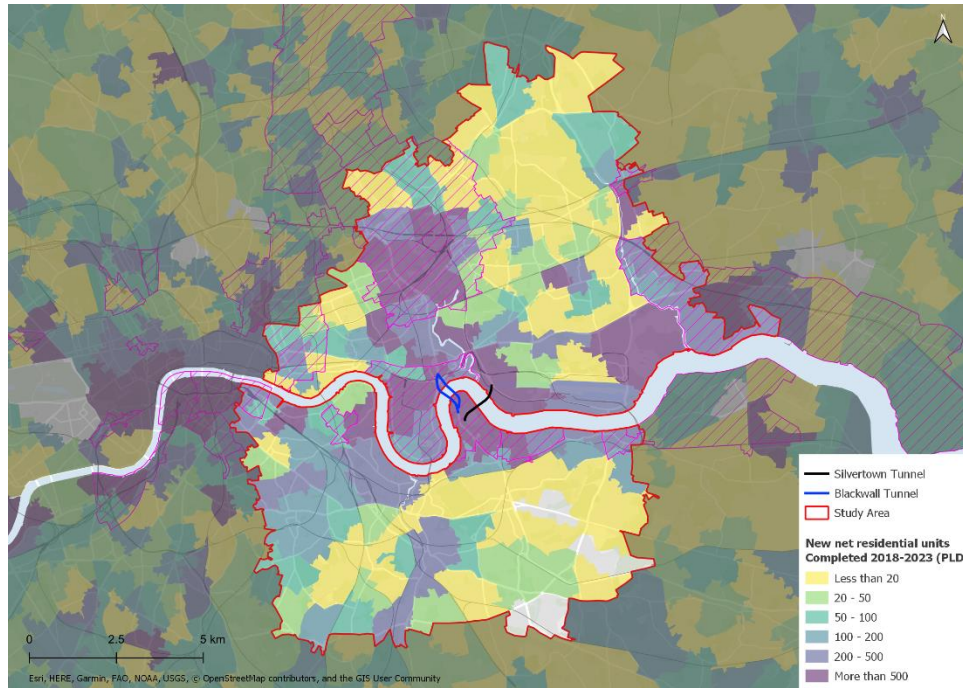 N
Silvertown Tunnel
Blackwall Tunnel
Study Area
New net residential units
Completed 2018-2023 (PLD
Less than 20
20 - 50
50 - 100
100 - 200
200 - 500
More than 500
0 2.5 5 km
Esri, HERE, Garmin, FAO, NOAA, USGS, © OpenStreetMap contributors, and the GIS User Community